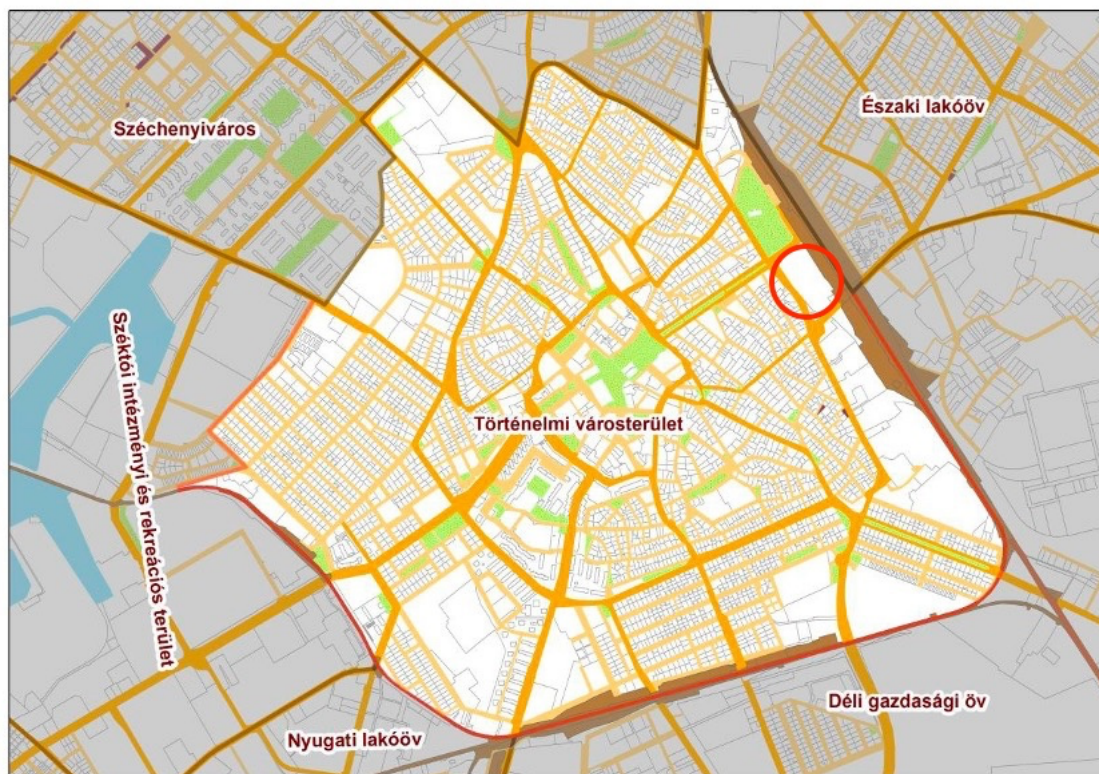 Északi lakóöv
Széchenyiváros
Széktói intézményi és rekreációs terület
Történelmi városterület
Déli gazdasági öv
Nyugati lakóöv